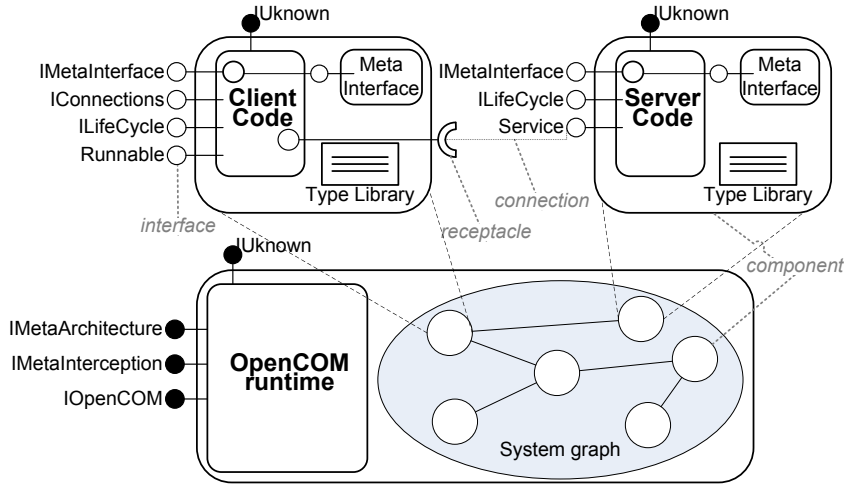 IUknown
IUknown
IMetaInterface
IConnections
ILifeCycle
Runnable
Client
Code
Meta
Interface
Type Library
IMetaInterface
ILifeCycle
Service
Server
Code
Meta
Interface
Type Library
interface
receptacle
connection
component
IUknown
IMetaArchitecture
IMetaInterception
IOpenCOM
OpenCOM
runtime
System graph